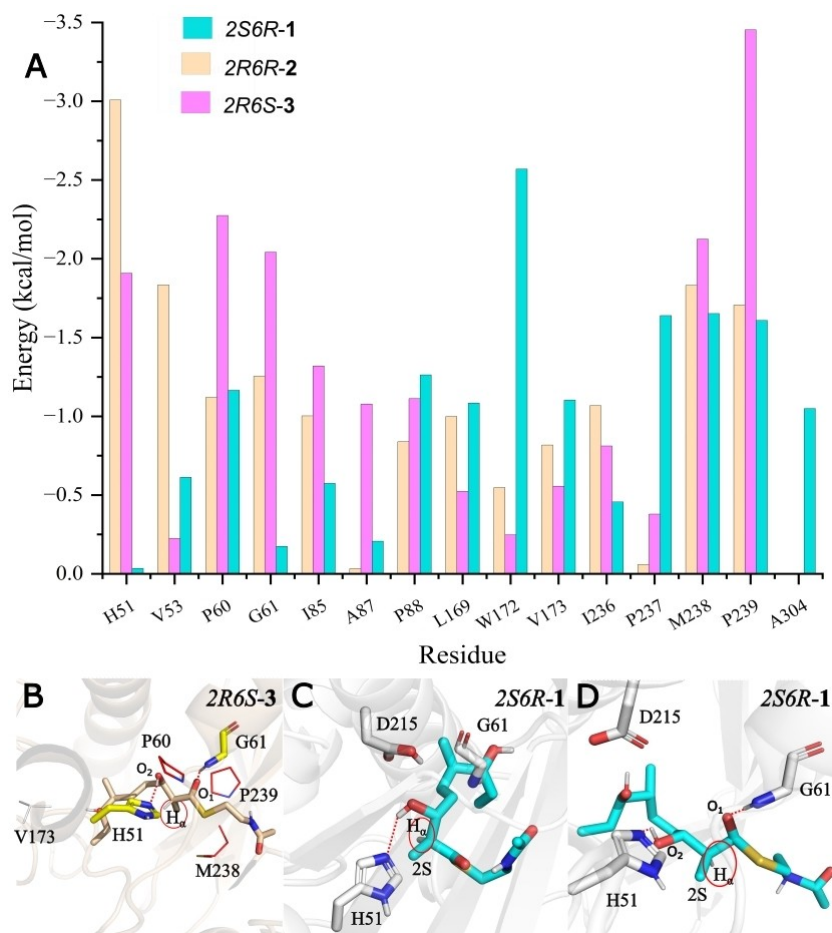 A
2S6R-1
2R6R-2
2R6S-3
Energy (kcal/mol)
−3.5
−3.0
−2.5
−2.0
−1.5
−1.0
−0.5
0.0
H51 V53 P60 G61 I85 A87 P88 L169 W172 V173 I236 P237 M238 P239 A304
Residue
B 2R6S-3
G61
P60
O2
O1
P239
V173
H51
Hα
M238
C 2S6R-1
D215
G61
Hα
2S
H51
D 2S6R-1
D215
G61
O1
O2
H51
2S
Hα